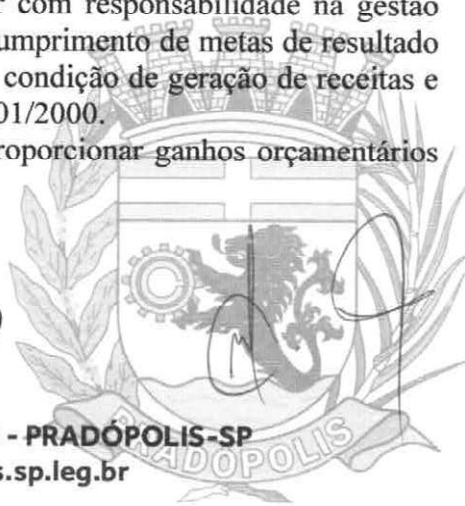 r com responsabilidade na gestão
umprimento de metas de resultado
condição de geração de receitas e
01/2000.
roporcionar ganhos orçamentários
)
- PRADÓPOLIS-SP
s.sp.leg.br
PRADÓPOLIS